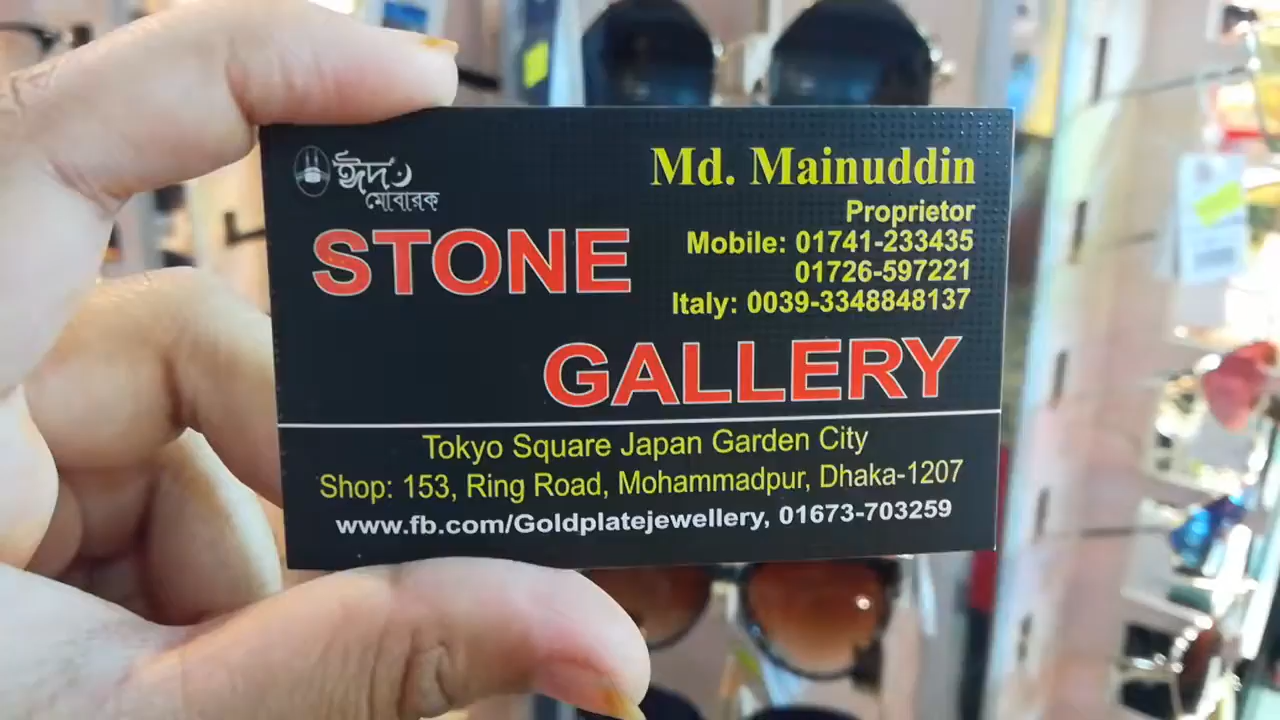 ঈদ
মোবারক
Md. Mainuddin
Proprietor
Mobile: 01741-233435
01726-597221
Italy: 0039-3348848137
STONE
GALLERY
Tokyo Square Japan Garden City
Shop: 153, Ring Road, Mohammadpur, Dhaka-1207
www.fb.com/Goldplatejewellery, 01673-703259